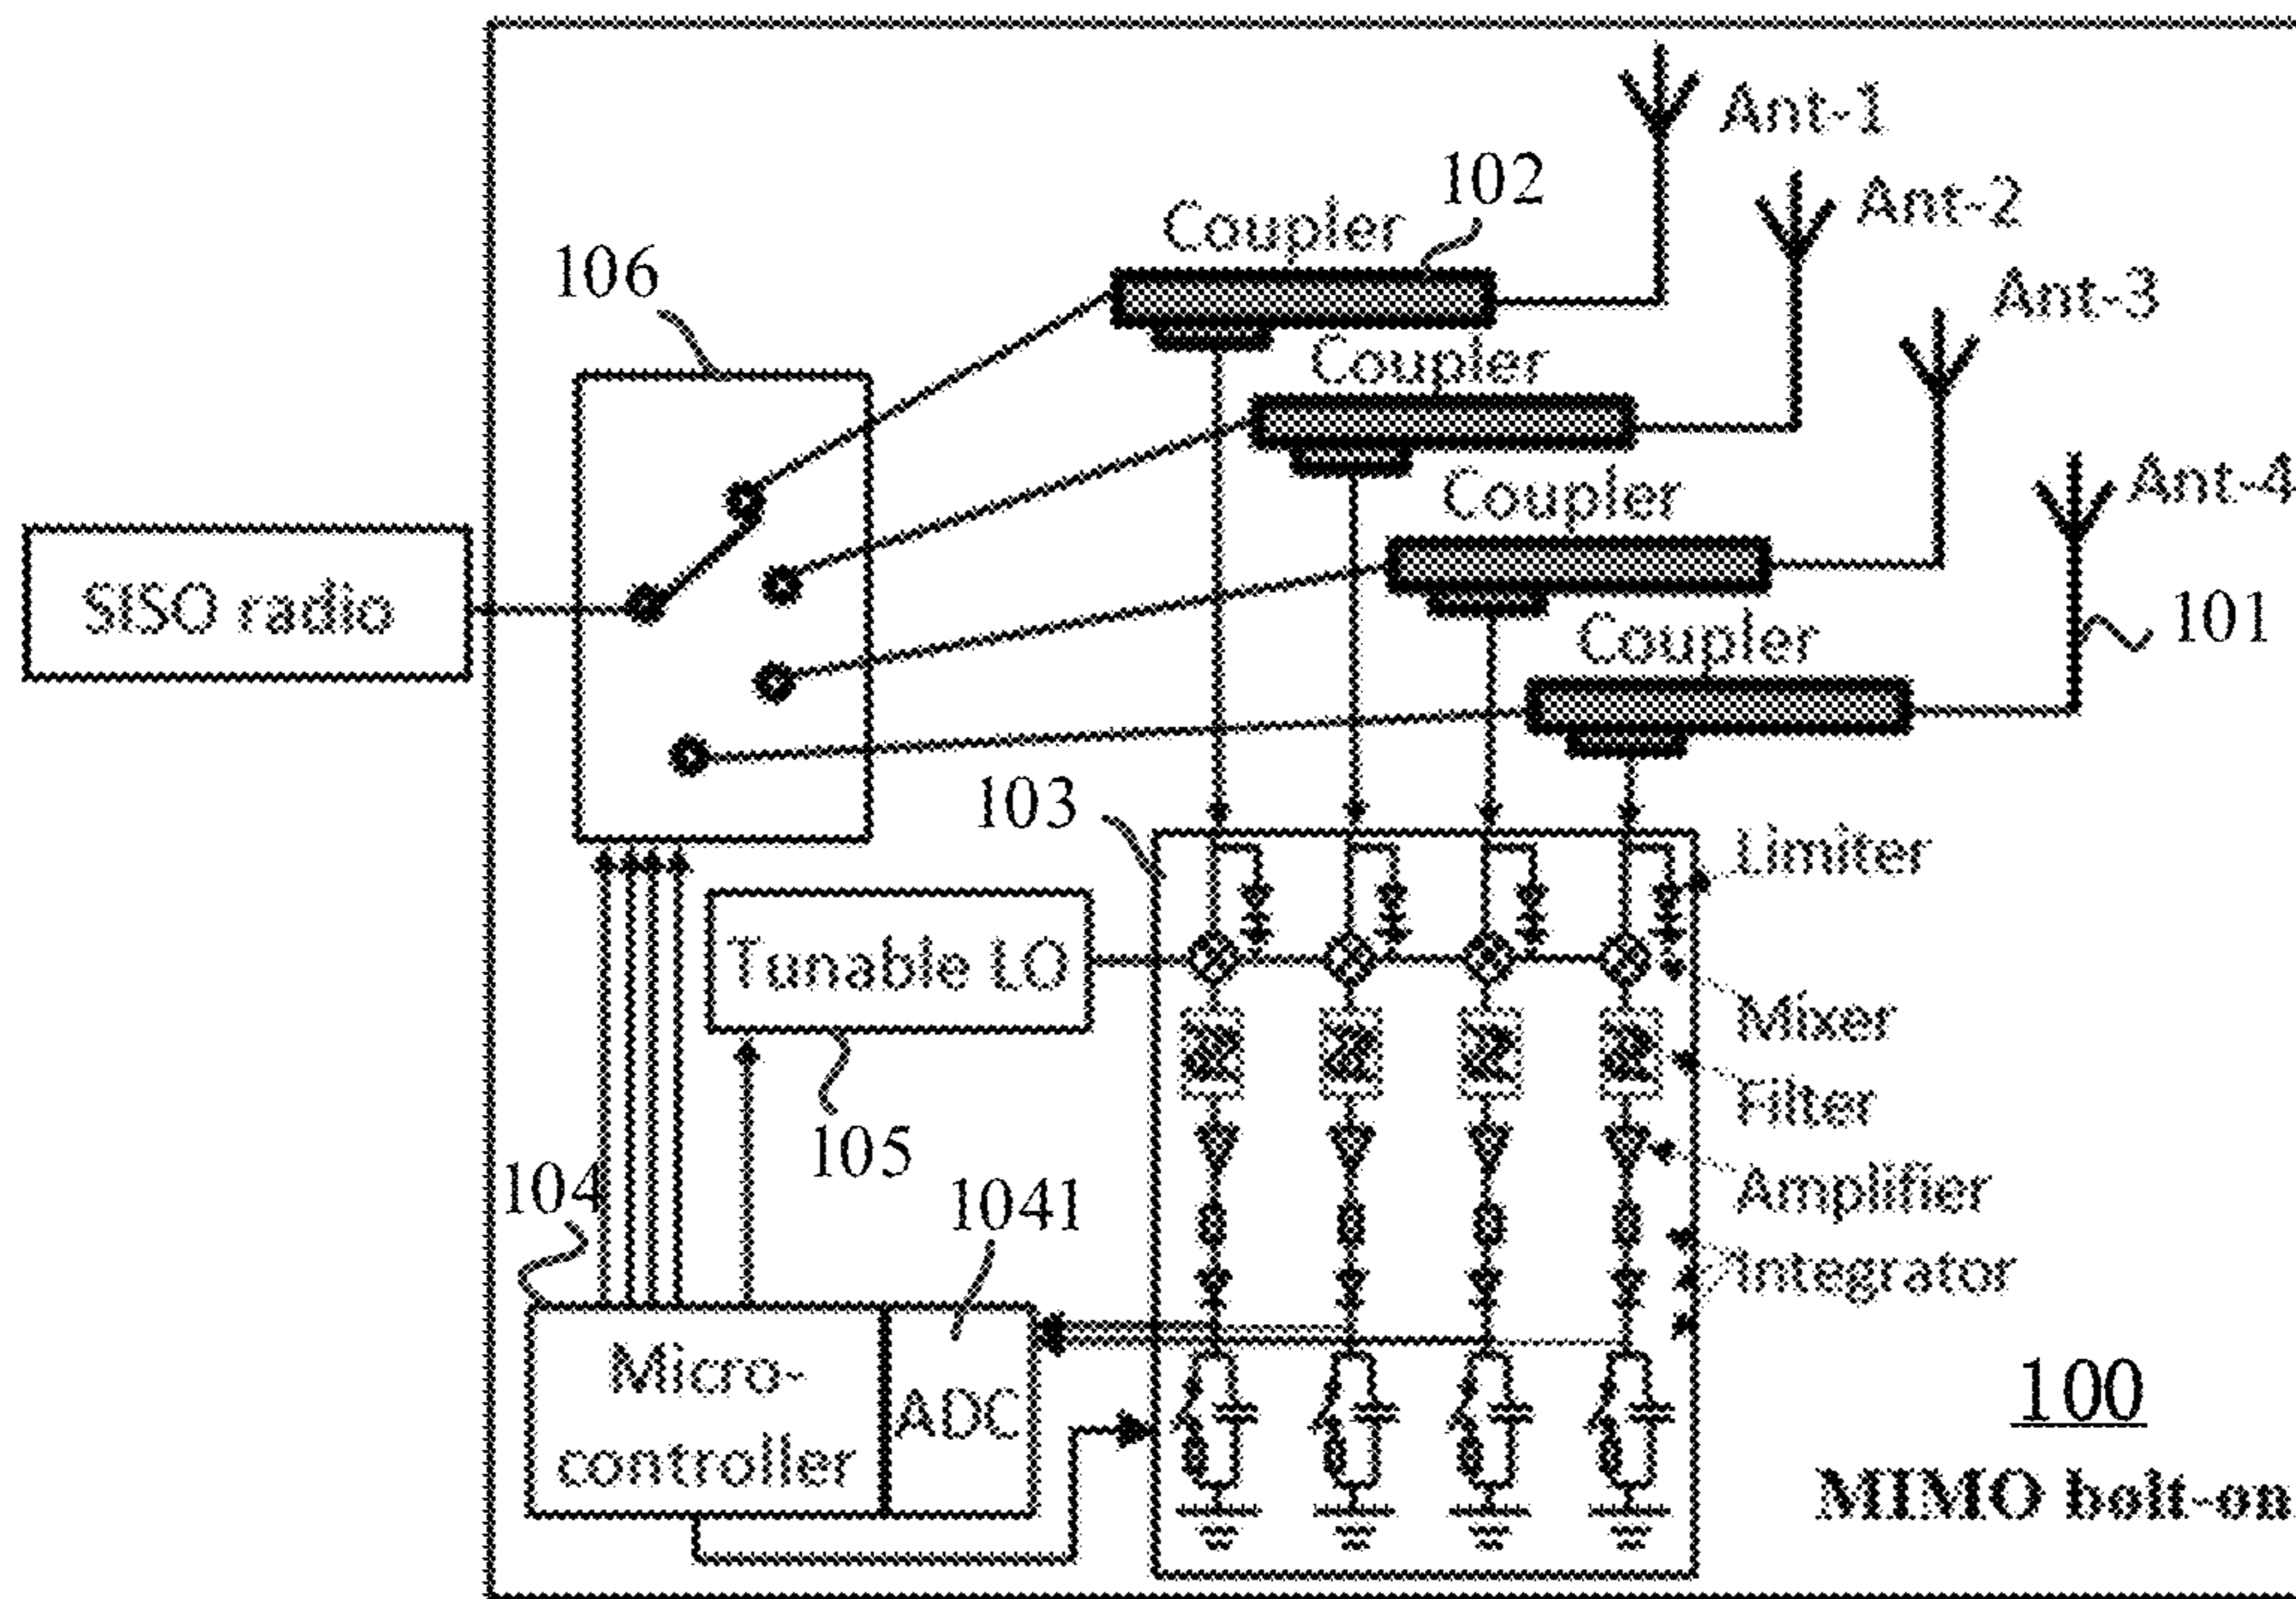 Ant-1
102
Coupler
Ant-2
106
Ant-3
Coupler
Ant-4
Coupler
SISO radio
101
Coupler
103
Limiter
Tunable LO
Mixer
Filter
105
104
1041
Amplifier
Integrator
Micro-
controller
ADC
100
MIMO bolt-on